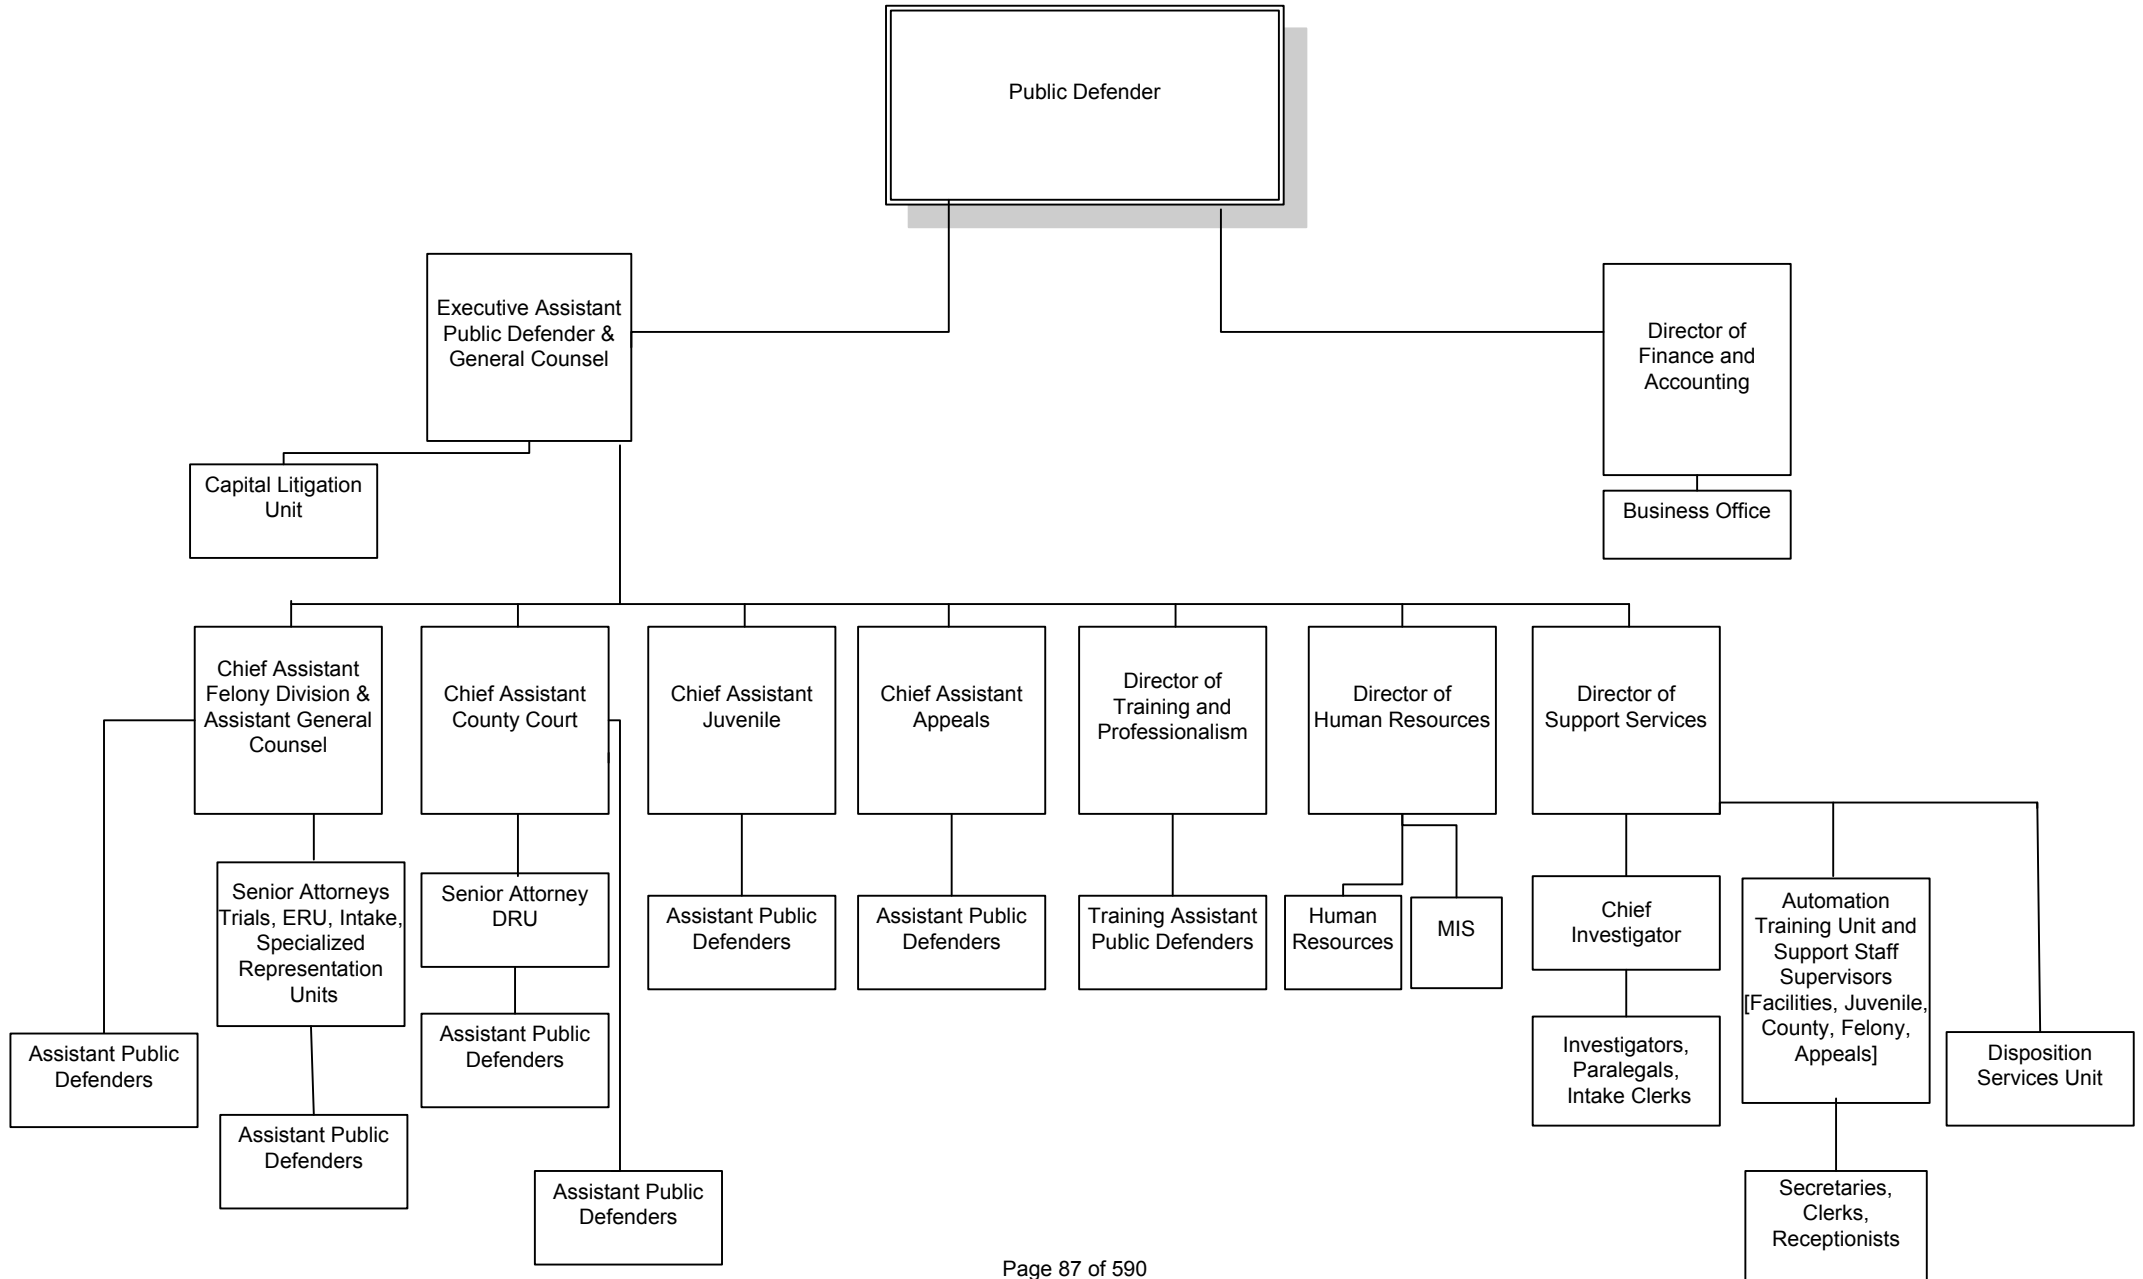 Public Defender
Executive Assistant
Public Defender &
General Counsel
Director of
Finance and
Accounting
Capital Litigation
Unit
Business Office
Chief Assistant
Felony Division &
Assistant General
Counsel
Chief Assistant
County Court
Chief Assistant
Juvenile
Chief Assistant
Appeals
Director of
Training and
Professionalism
Director of
Human Resources
Director of
Support Services
Senior Attorneys
Trials, ERU, Intake,
Specialized
Representation
Units
Senior Attorney
DRU
Assistant Public
Defenders
Assistant Public
Defenders
Training Assistant
Public Defenders
Human
Resources
MIS
Chief
Investigator
Automation
Training Unit and
Support Staff
Supervisors
[Facilities, Juvenile,
County, Felony,
Appeals]
Assistant Public
Defenders
Assistant Public
Defenders
Assistant Public
Defenders
Investigators,
Paralegals,
Intake Clerks
Disposition
Services Unit
Assistant Public
Defenders
Secretaries,
Clerks,
Receptionists
Page 87 of 590